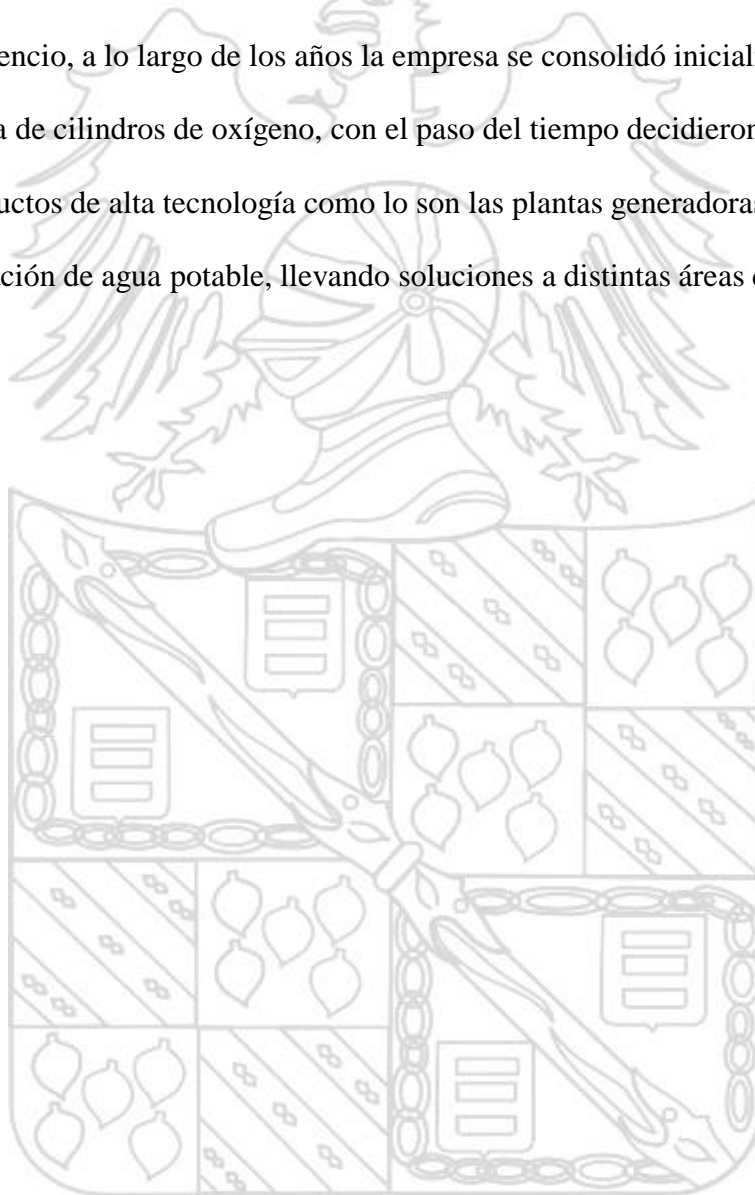 encio, a lo largo de los años la empresa se consolidó inicial
a de cilindros de oxígeno, con el paso del tiempo decidieron
uctos de alta tecnología como lo son las plantas generadoras
ción de agua potable, llevando soluciones a distintas áreas